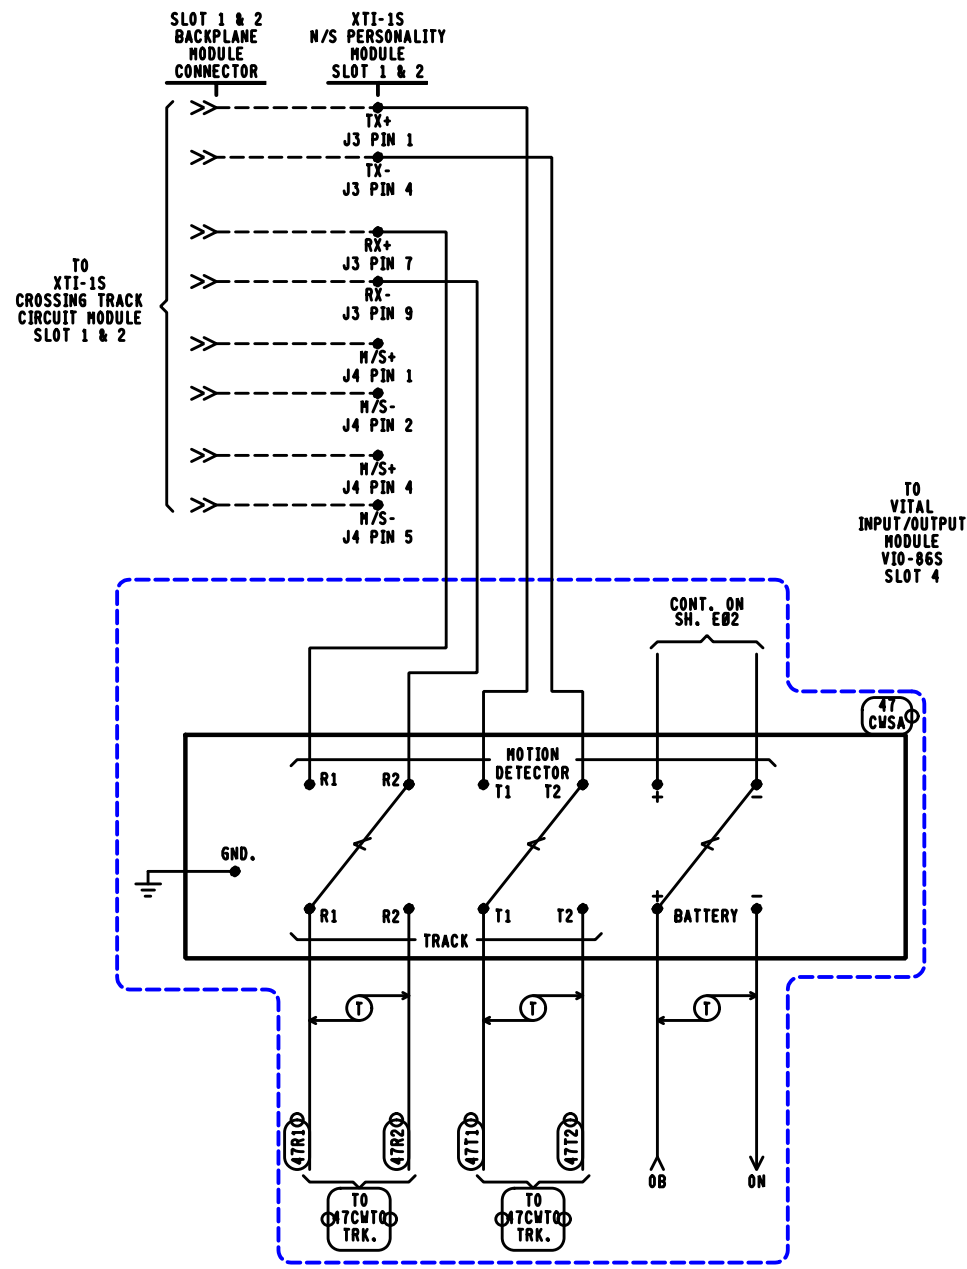 SLOT 1 & 2
BACKPLANE
MODULE
CONNECTOR
XTI-1S
N/S PERSONALITY
MODULE
SLOT 1 & 2
TX+
J3 PIN 1
TX-
J3 PIN 4
RX+
J3 PIN 7
RX-
J3 PIN 9
M/S+
J4 PIN 1
M/S-
J4 PIN 2
M/S+
J4 PIN 4
M/S-
J4 PIN 5
TO
XTI-1S
CROSSING TRACK
CIRCUIT MODULE
SLOT 1 & 2
TO
VITAL
INPUT/OUTPUT
MODULE
VIO-86S
SLOT 4
CONT. ON
SH. E02
47
CWSA
MOTION
DETECTOR
R1
R2
T1
T2
+
-
GND.
R1
R2
T1
T2
+
BATTERY
-
TRACK
T
T
T
47R1
47R2
47T1
47T2
TO
47CWTC
TRK.
TO
47CWTC
TRK.
OB
ON